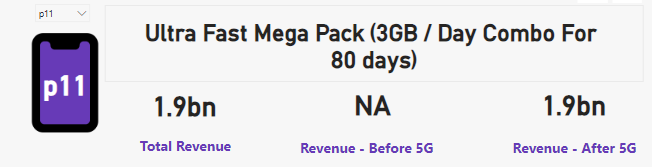 p11
Ultra Fast Mega Pack (3GB / Day Combo For
80 days)
p11
1.9bn
NA
1.9bn
Total Revenue
Revenue - Before 5G
Revenue - After 5G